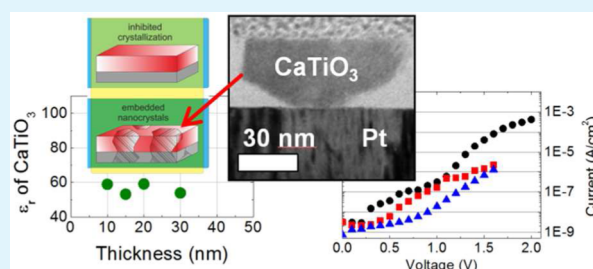 inhibited
crystallization
embedded
nanocrystals
εr of CaTiO3
100
80
60
40
0 10 20 30 40 50
Thickness (nm)
CaTiO3
30 nm
Pt
1E-3
1E-5
1E-7
1E-9
Current (A/cm²)
0.0 0.5 1.0 1.5 2.0
Voltage (V)